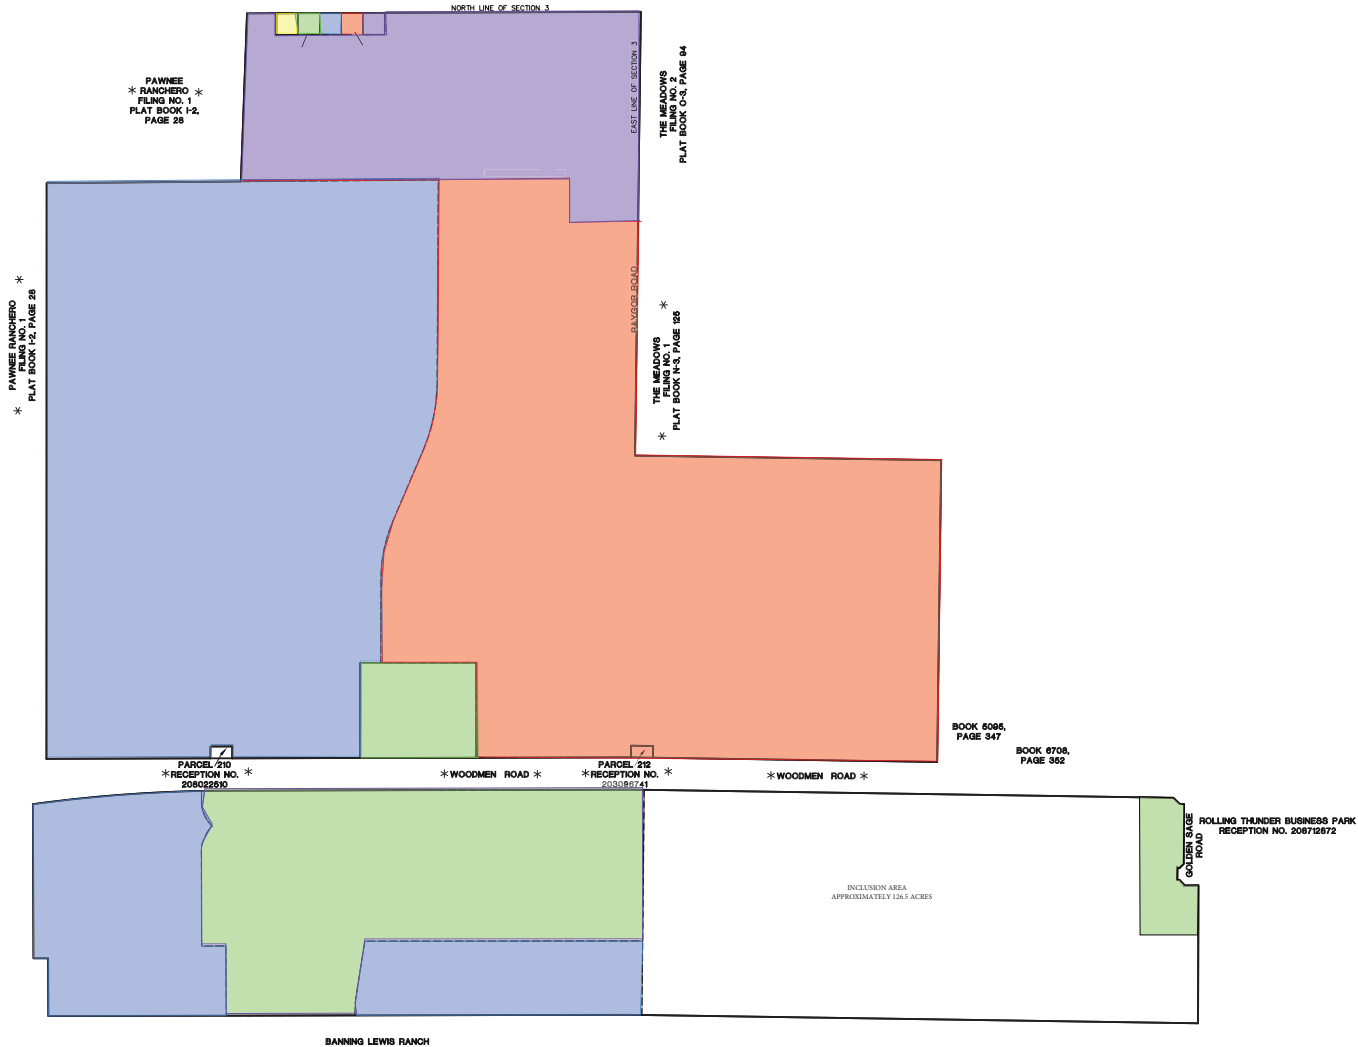 NORTH LINE OF SECTION 3
EAST LINE OF SECTION 3
PAWNEE
* RANCHERO *
FILING NO. 1
PLAT BOOK I-2,
PAGE 28
THE MEADOWS
FILING NO. 2
PLAT BOOK O-3, PAGE 94
* PAWNEE RANCHERO *
FILING NO. 1
PLAT BOOK I-2, PAGE 28
RAYGOR ROAD
* THE MEADOWS *
FILING NO. 1
PLAT BOOK N-3, PAGE 126
BOOK 5095,
PAGE 347
BOOK 6708,
PAGE 352
PARCEL 210
* RECEPTION NO. *
206022510
* WOODMEN ROAD *
PARCEL 212
* RECEPTION NO. *
203086741
* WOODMEN ROAD *
GOLDEN SAGE
ROAD
ROLLING THUNDER BUSINESS PARK
RECEPTION NO. 208712872
INCLUSION AREA
APPROXIMATELY 126.5 ACRES
BANNING LEWIS RANCH